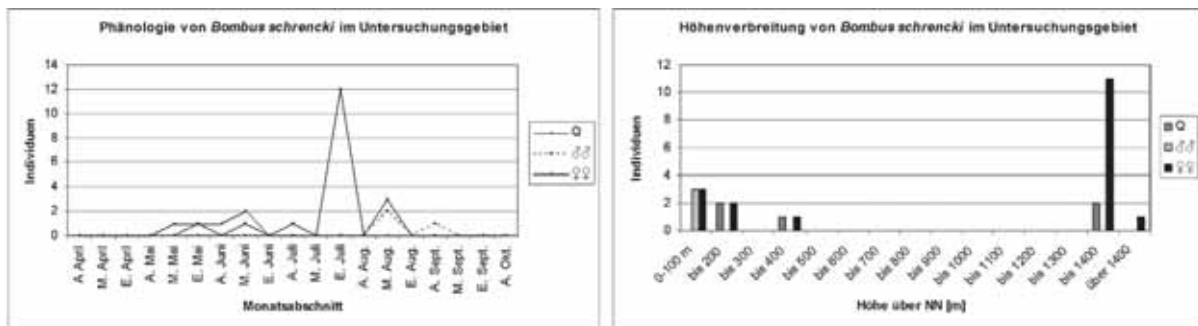 Phänologie von Bombus schrencki im Untersuchungsgebiet
Individuen
14
12
10
8
6
4
2
0
A. April
M. April
E. April
A. Mai
M. Mai
E. Mai
A. Juni
M. Juni
E. Juni
A. Juli
M. Juli
E. Juli
A. Aug.
M. Aug.
E. Aug.
A. Sept.
M. Sept.
E. Sept.
A. Okt.
Monatsabschnitt
Q
♂♂
♀♀
Höhenverbreitung von Bombus schrencki im Untersuchungsgebiet
Individuen
12
10
8
6
4
2
0
0-100 m
bis 200
bis 300
bis 400
bis 500
bis 600
bis 700
bis 800
bis 900
bis 1000
bis 1100
bis 1200
bis 1300
bis 1400
über 1400
Höhe über NN [m]
Q
♂♂
♀♀